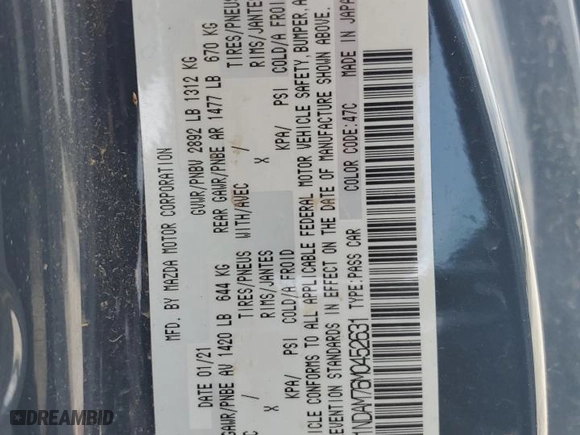 MFD. BY MAZDA MOTOR CORPORATION
01/21 GVWR/PNBV 2892 LB 1312 KG
GAWR/PNBE AV 1420 LB 644 KG REAR GAWR/PNBE AR 1477 LB 670 KG
TIRES/PNEUS WITH/AVEC / TIRES/PNEUS
RIMS/JANTES X RIMS/JANTES
KPA/ PSI COLD/A FROID KPA/ PSI COLD/A FROID
CONFORMS TO ALL APPLICABLE FEDERAL MOTOR VEHICLE SAFETY, BUMPER,
STANDARDS IN EFFECT ON THE DATE OF MANUFACTURE SHOWN ABOVE.
NDAM76M0452631 TYPE:PASS CAR COLOR CODE:47C MADE IN JAPAN
DREAMBID